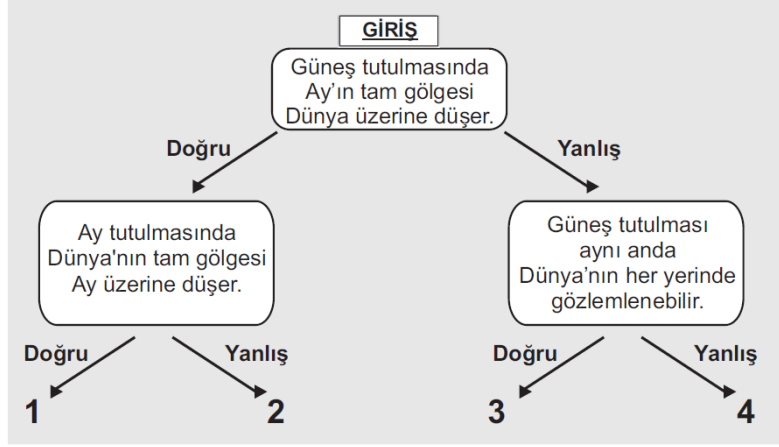 GİRİŞ
Güneş tutulmasında
Ay’ın tam gölgesi
Dünya üzerine düşer.
Doğru
Yanlış
Ay tutulmasında
Dünya'nın tam gölgesi
Ay üzerine düşer.
Güneş tutulması
aynı anda
Dünya’nın her yerinde
gözlemlenebilir.
Doğru
Yanlış
Doğru
Yanlış
1
2
3
4